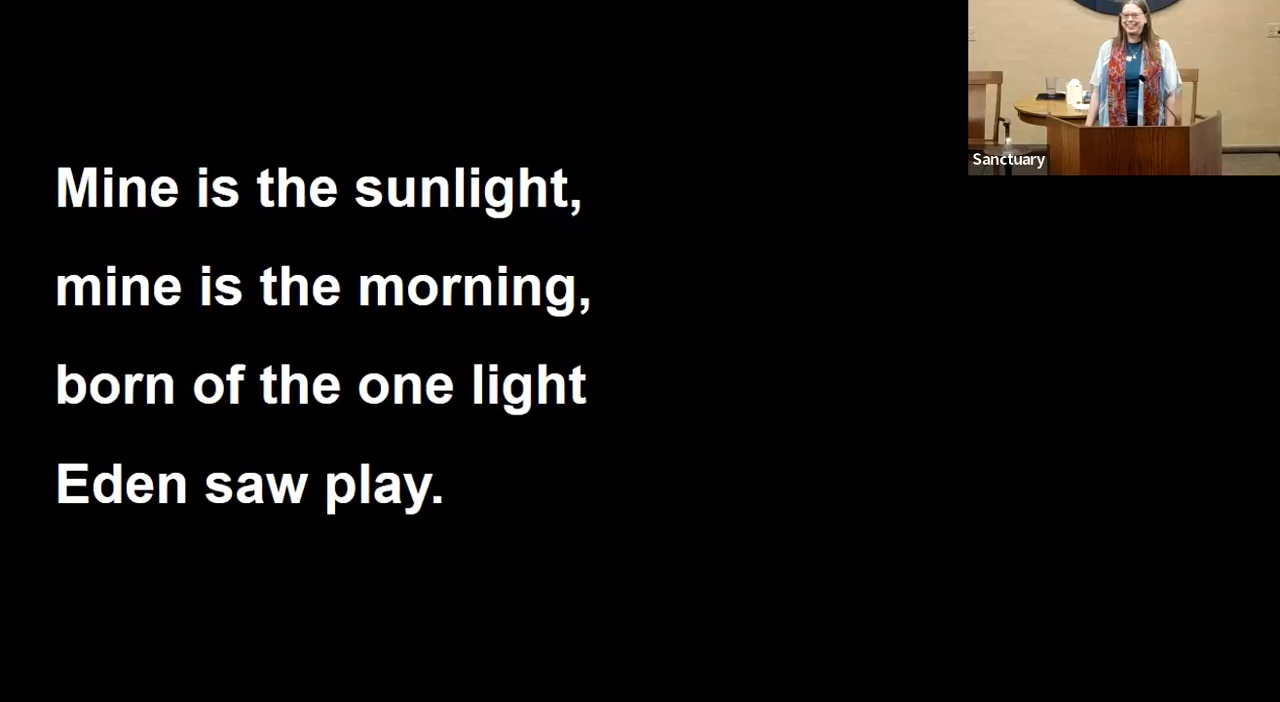 Mine is the sunlight,
mine is the morning,
born of the one light
Eden saw play.
Sanctuary